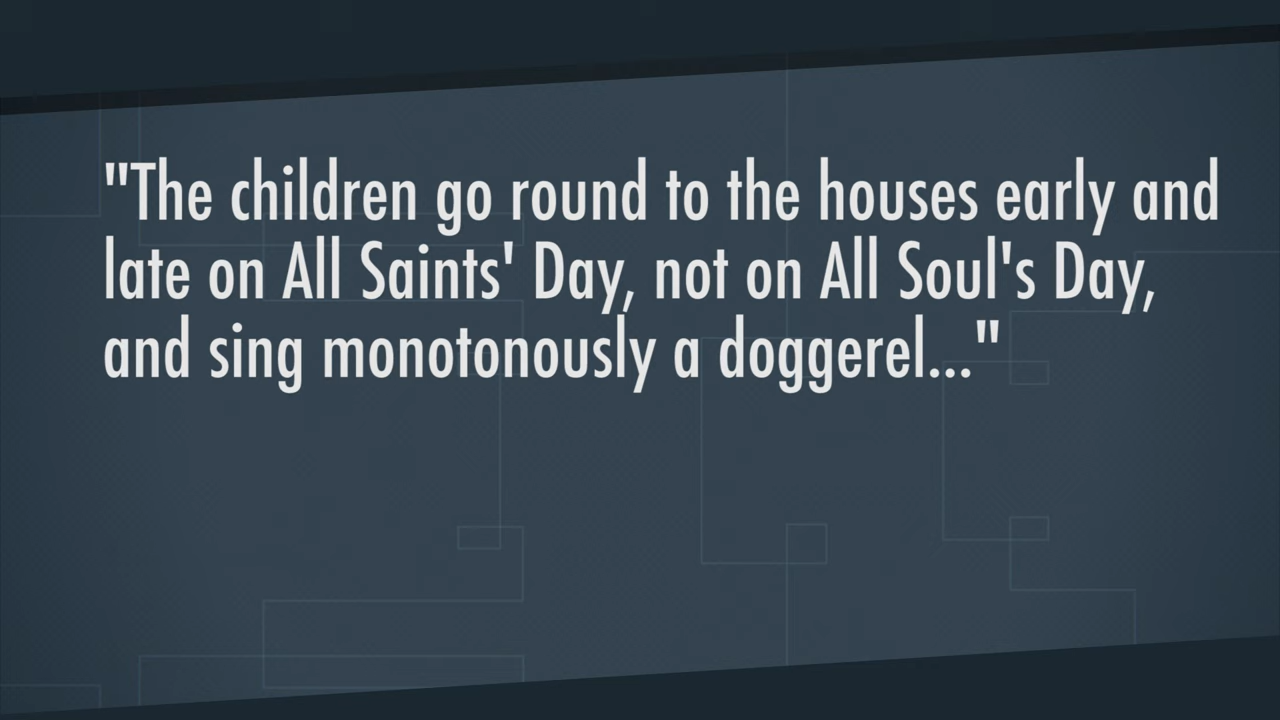 "The children go round to the houses early and
late on All Saints' Day, not on All Soul's Day,
and sing monotonously a doggerel..."